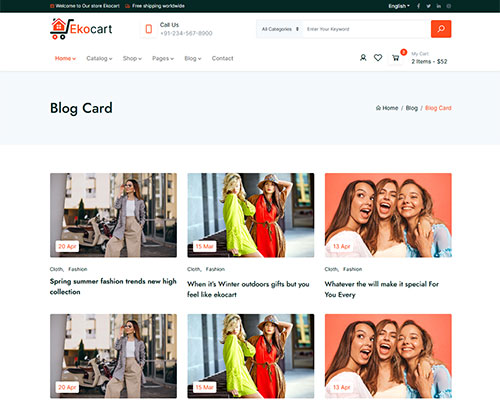 Welcome to Our store Ekocart
Free shipping worldwide
English
Ekocart
Call Us
+91-234-567-8900
All Categories
Enter Your Keyword
Home
Catalog
Shop
Pages
Blog
Contact
2
My Cart
2 Items - $52
Blog Card
Home / Blog / Blog Card
20 Apr
15 Mar
13 Apr
Cloth, Fashion
Cloth, Fashion
Cloth, Fashion
Spring summer fashion trends new high
collection
When it's Winter outdoors gifts but you
feel like ekocart
Whatever the will make it special For
You Every
20 Apr
15 Mar
13 Apr